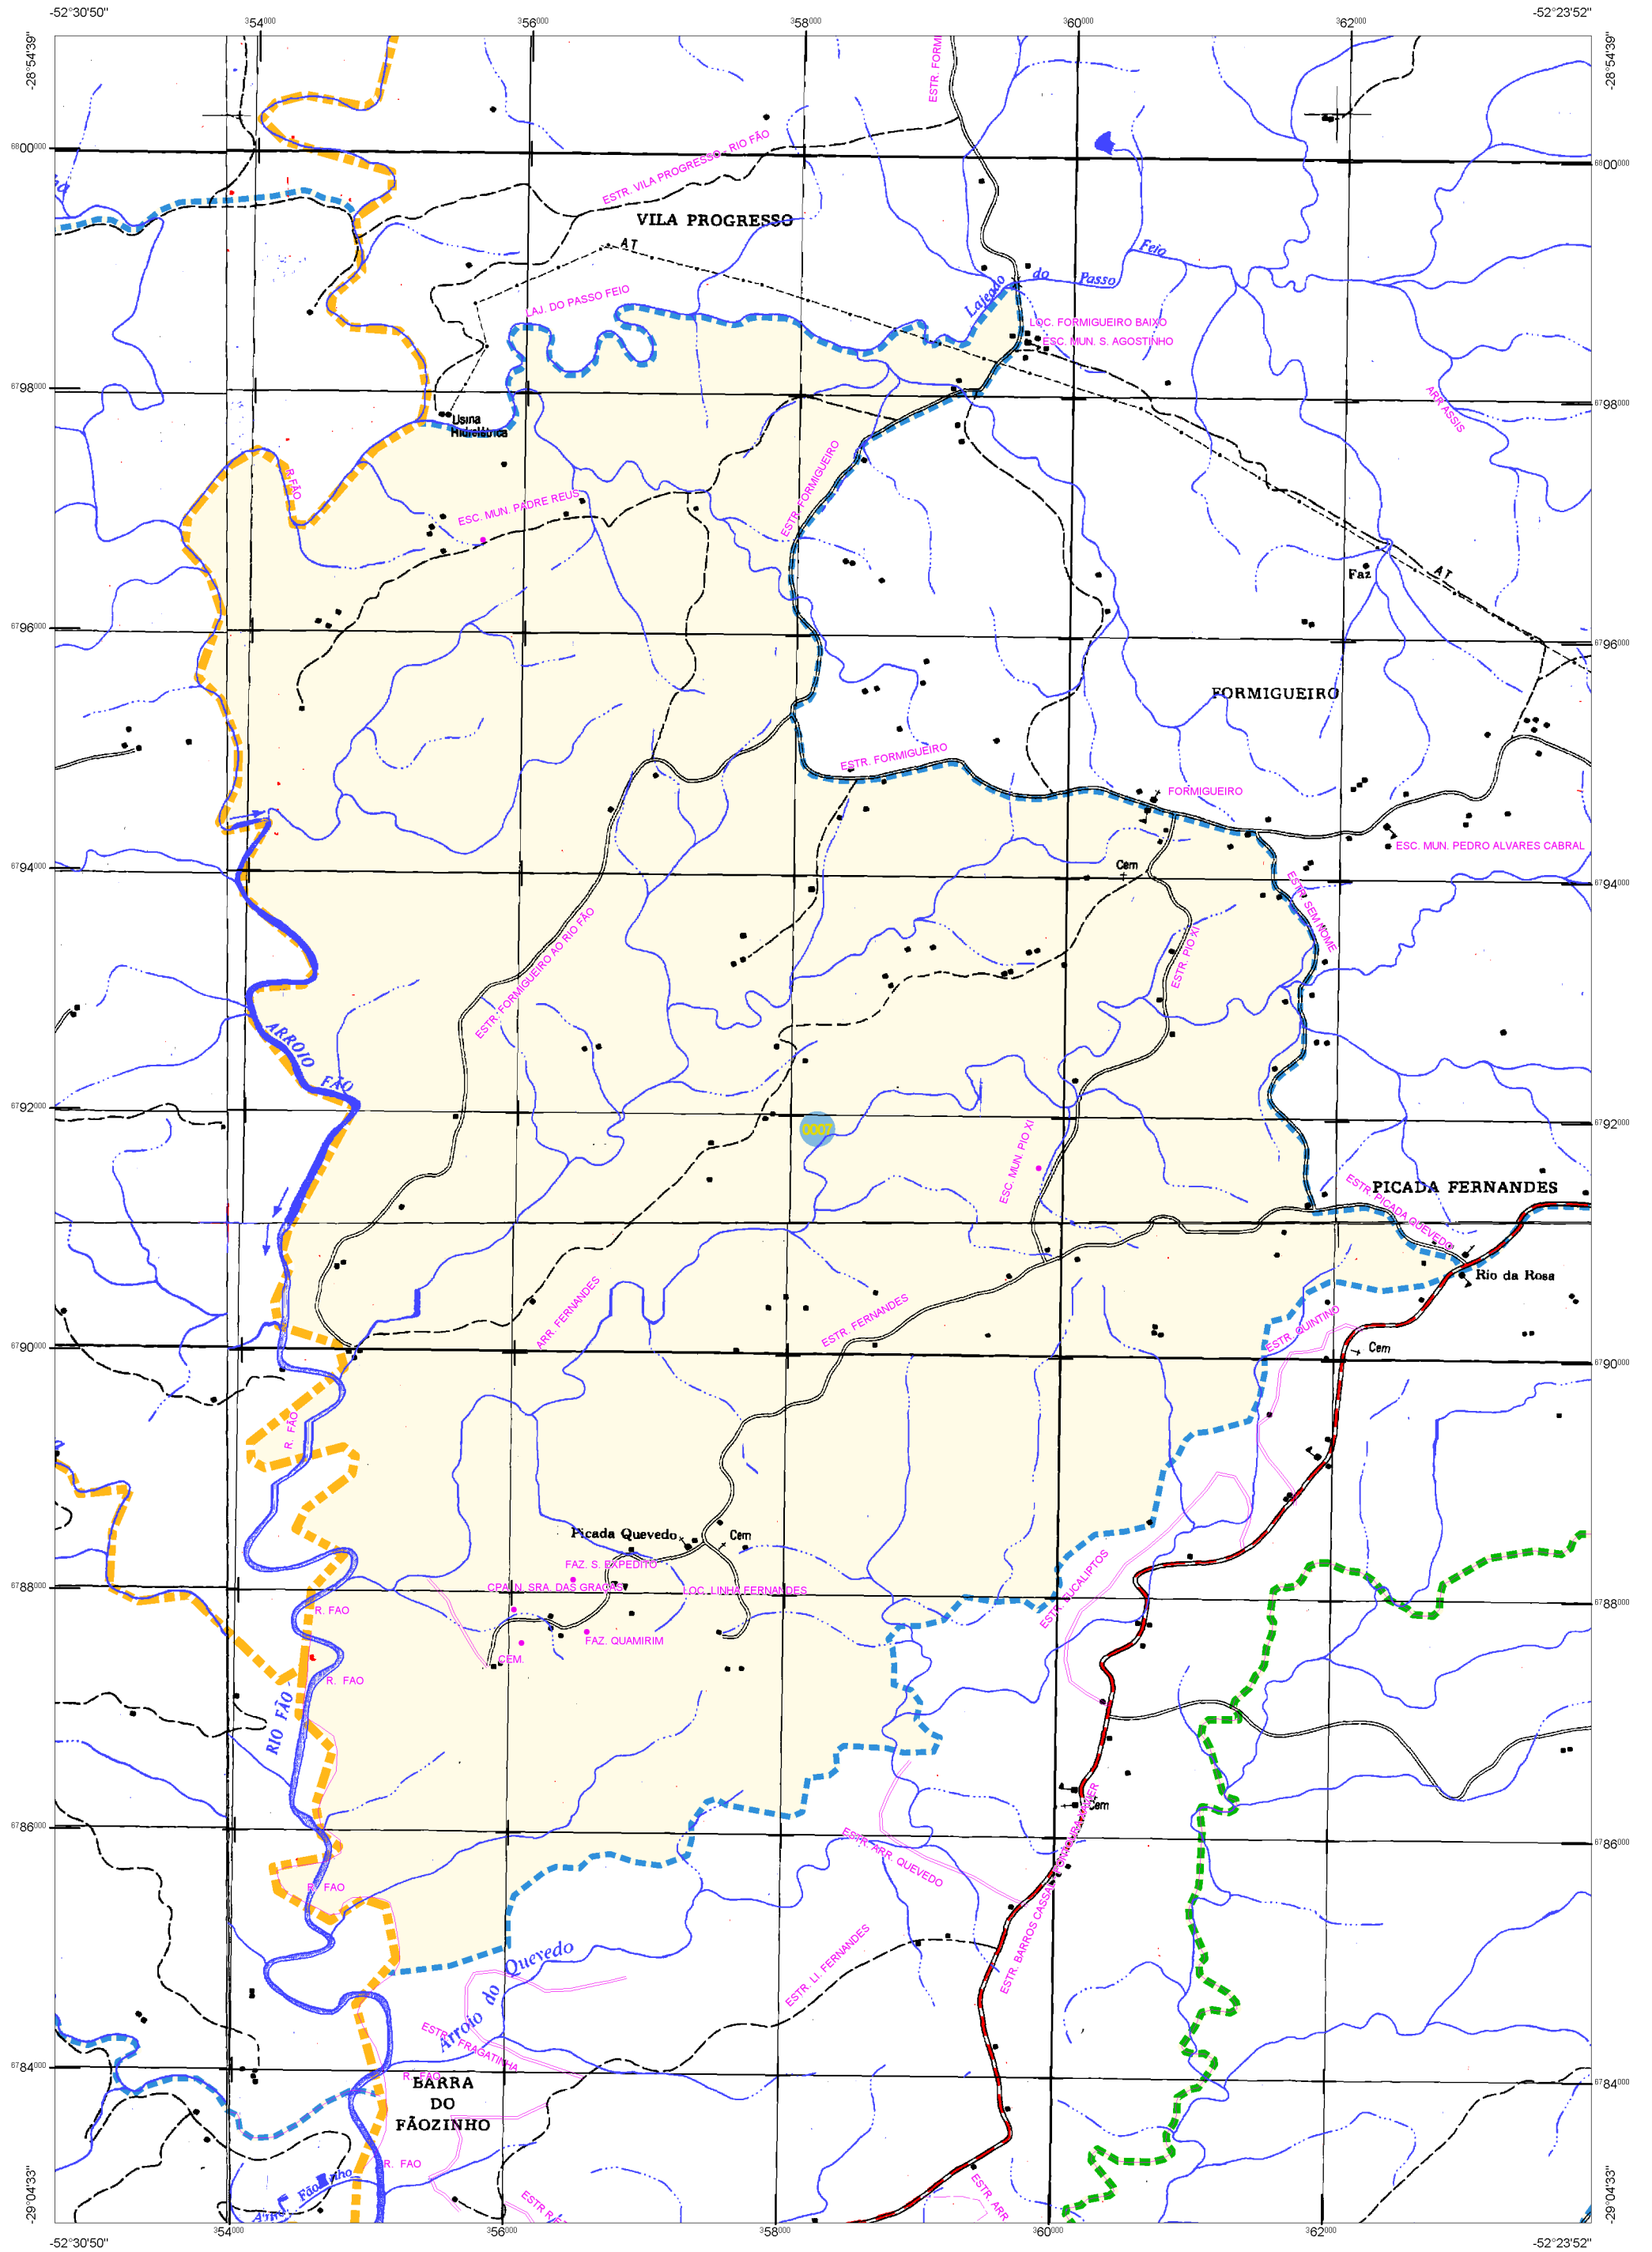 -52°30'50"
-52°23'52"
354000
356000
358000
360000
362000
-28°54'39"
-28°54'39"
ESTR. FORMI
6800000
6800000
ESTR. VILA PROGRESSO - RIO FÃO
VILA PROGRESSO
AT
Lajeado do Passo Feio
LAJ. DO PASSO FEIO
LOC. FORMIGUEIRO BAIXO
ESC. MUN. S. AGOSTINHO
6798000
6798000
ARR ASSIS
Usina
Hidrelétrica
R.FÃO
ESTR. FORMIGUEIRO
ESC. MUN. PADRE REUS
Faz
AT
6796000
6796000
FORMIGUEIRO
ESTR. FORMIGUEIRO
FORMIGUEIRO
ESC. MUN. PEDRO ALVARES CABRAL
6794000
6794000
Cem
ESTR. SEM NOME
ESTR. FORMIGUEIRO AO RIO FÃO
ESTR. PIO XI
ARROIO FÃO
6792000
6792000
0007
ESC. MUN. PIO XI
PICADA FERNANDES
ESTR. PICADA QUEVEDO
Rio da Rosa
ARR. FERNANDES
ESTR. FERNANDES
ESTR. QUINTINO
Cem
6790000
6790000
R. FÃO
Picada Quevedo
Cem
FAZ. S. EXPEDITO
CPA. N. SRA. DAS GRAÇAS
LOC. LINHA FERNANDES
ESTR. EUCALIPTOS
6788000
6788000
R. FAO
FAZ. QUAMIRIM
CEM.
R. FAO
RIO FÃO
Cem
6786000
6786000
ESTR. ARR. QUEVEDO
R. FAO
ESTR. BARROS CASSAL
ESTR. LI. FERNANDES
Arroio do Quevedo
ESTR. FRAGATINHA
6784000
6784000
R. FAO
BARRA
DO
FÃOZINHO
R. FAO
ESTR. ARR
-29°04'33"
-29°04'33"
354000
356000
358000
360000
362000
-52°30'50"
-52°23'52"